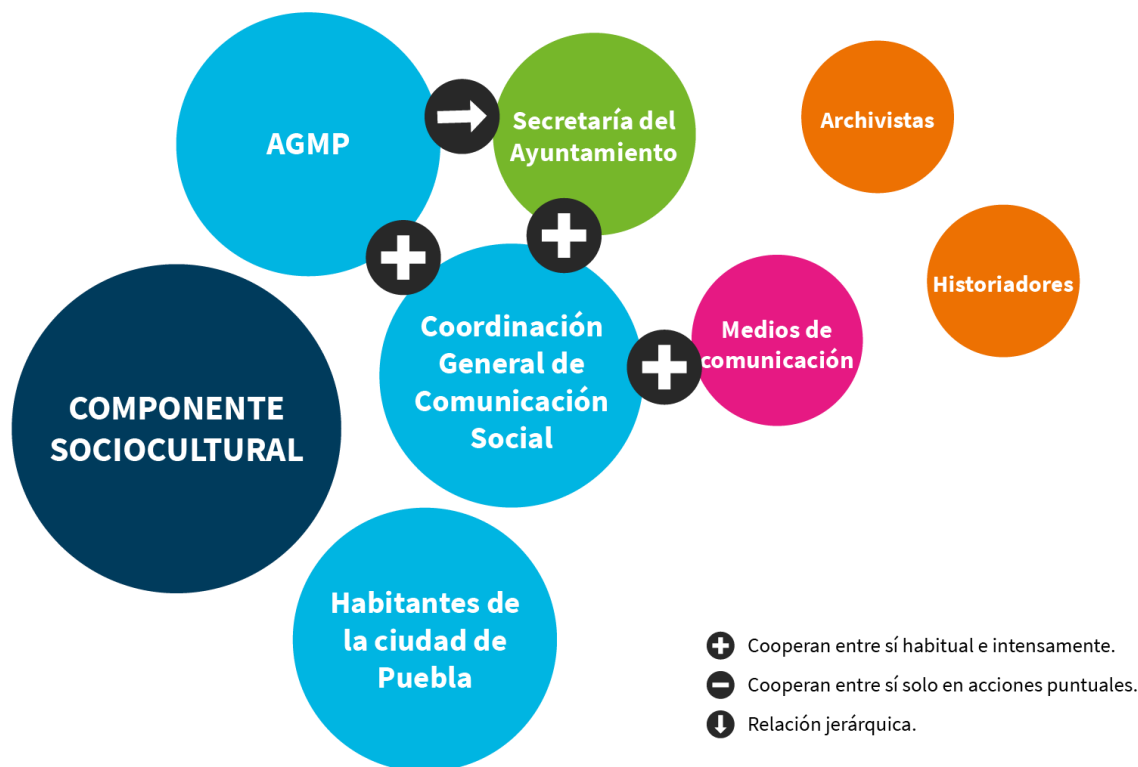 AGMP
Secretaría del
Ayuntamiento
Archivistas
Historiadores
Coordinación
General de
Comunicación
Social
Medios de
comunicación
COMPONENTE
SOCIOCULTURAL
Habitantes de
la ciudad de
Puebla
Cooperan entre sí habitual e intensamente.
Cooperan entre sí solo en acciones puntuales.
Relación jerárquica.